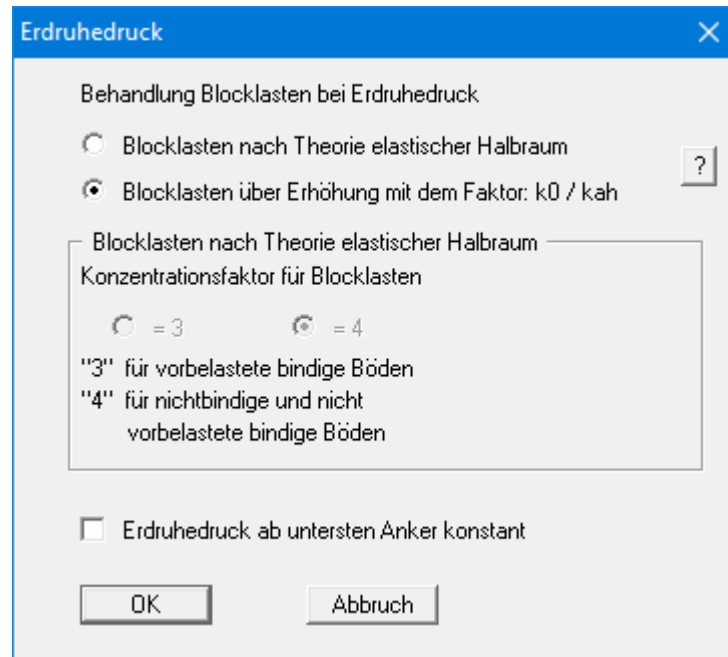 Erdruhedruck
Behandlung Blocklasten bei Erdruhedruck
Blocklasten nach Theorie elastischer Halbraum
?
Blocklasten über Erhöhung mit dem Faktor: k0 / kah
Blocklasten nach Theorie elastischer Halbraum
Konzentrationsfaktor für Blocklasten
= 3 = 4
"3" für vorbelastete bindige Böden
"4" für nichtbindige und nicht
vorbelastete bindige Böden
Erdruhedruck ab untersten Anker konstant
OK Abbruch